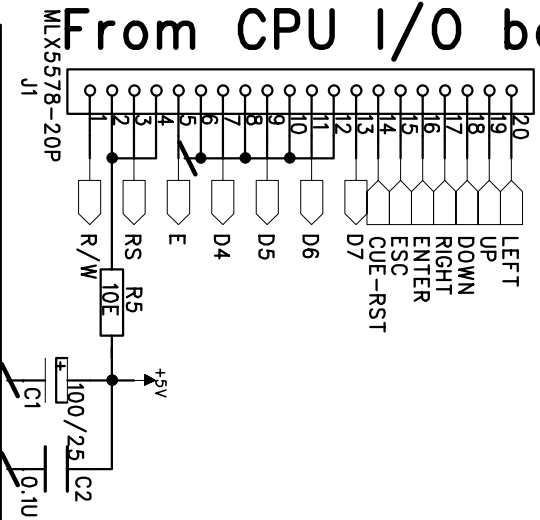 From CPU I/O b
MLX5578-20P
J1
1
2
3
4
5
6
7
8
9
10
11
12
13
14
15
16
17
18
19
20
R/W
RS
E
D4
D5
D6
D7
CUE-RST
ESC
ENTER
RIGHT
DOWN
UP
LEFT
R5
10E
+5V
+
C1
100/25
C2
0.1U